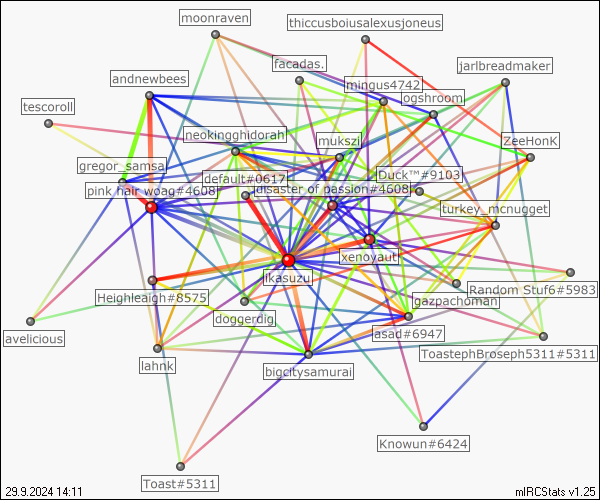 moonraven
thiccusboiusalexusjoneus
facadas.
jarlbreadmaker
andnewbees
mingus4742
ogshroom
tescoroll
neokingghidorah
mukszi
ZeeHonK
gregor_samsa
default#0617
Duck™#9103
pink hair woag#4608
disaster of passion#4608
turkey_mcnugget
xenoyaut
ikasuzu
Heighleaigh#8575
gazpachoman
Random Stuf6#5983
doggerdig
asad#6947
avelicious
ToastephBroseph5311#5311
lahnk
bigcitysamurai
Knowun#6424
Toast#5311
29.9.2024 14:11
mIRCStats v1.25